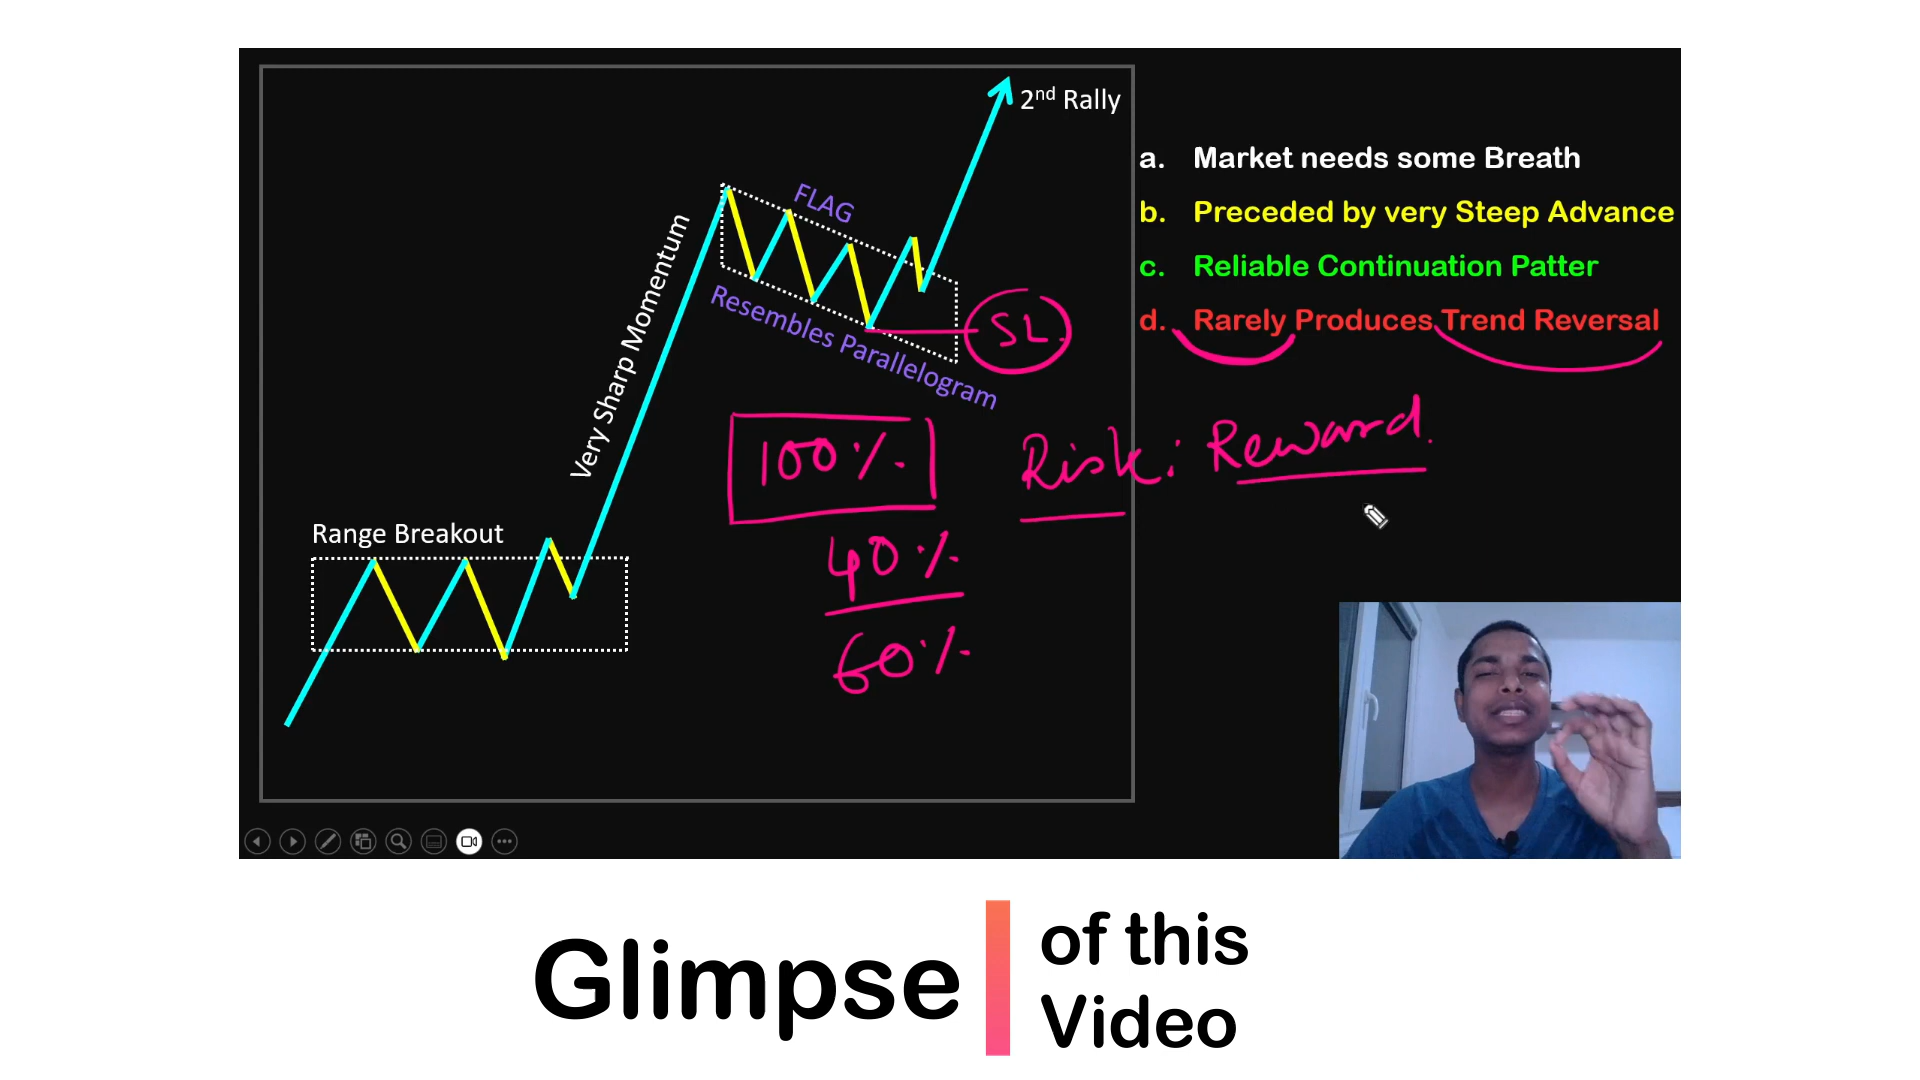 2nd Rally
a. Market needs some Breath
FLAG
b. Preceded by very Steep Advance
c. Reliable Continuation Patter
Very Sharp Momentum
Resembles Parallelogram
SL.
d. Rarely Produces Trend Reversal
100%
Risk: Reward.
Range Breakout
40%
60%
Glimpse
of this
Video